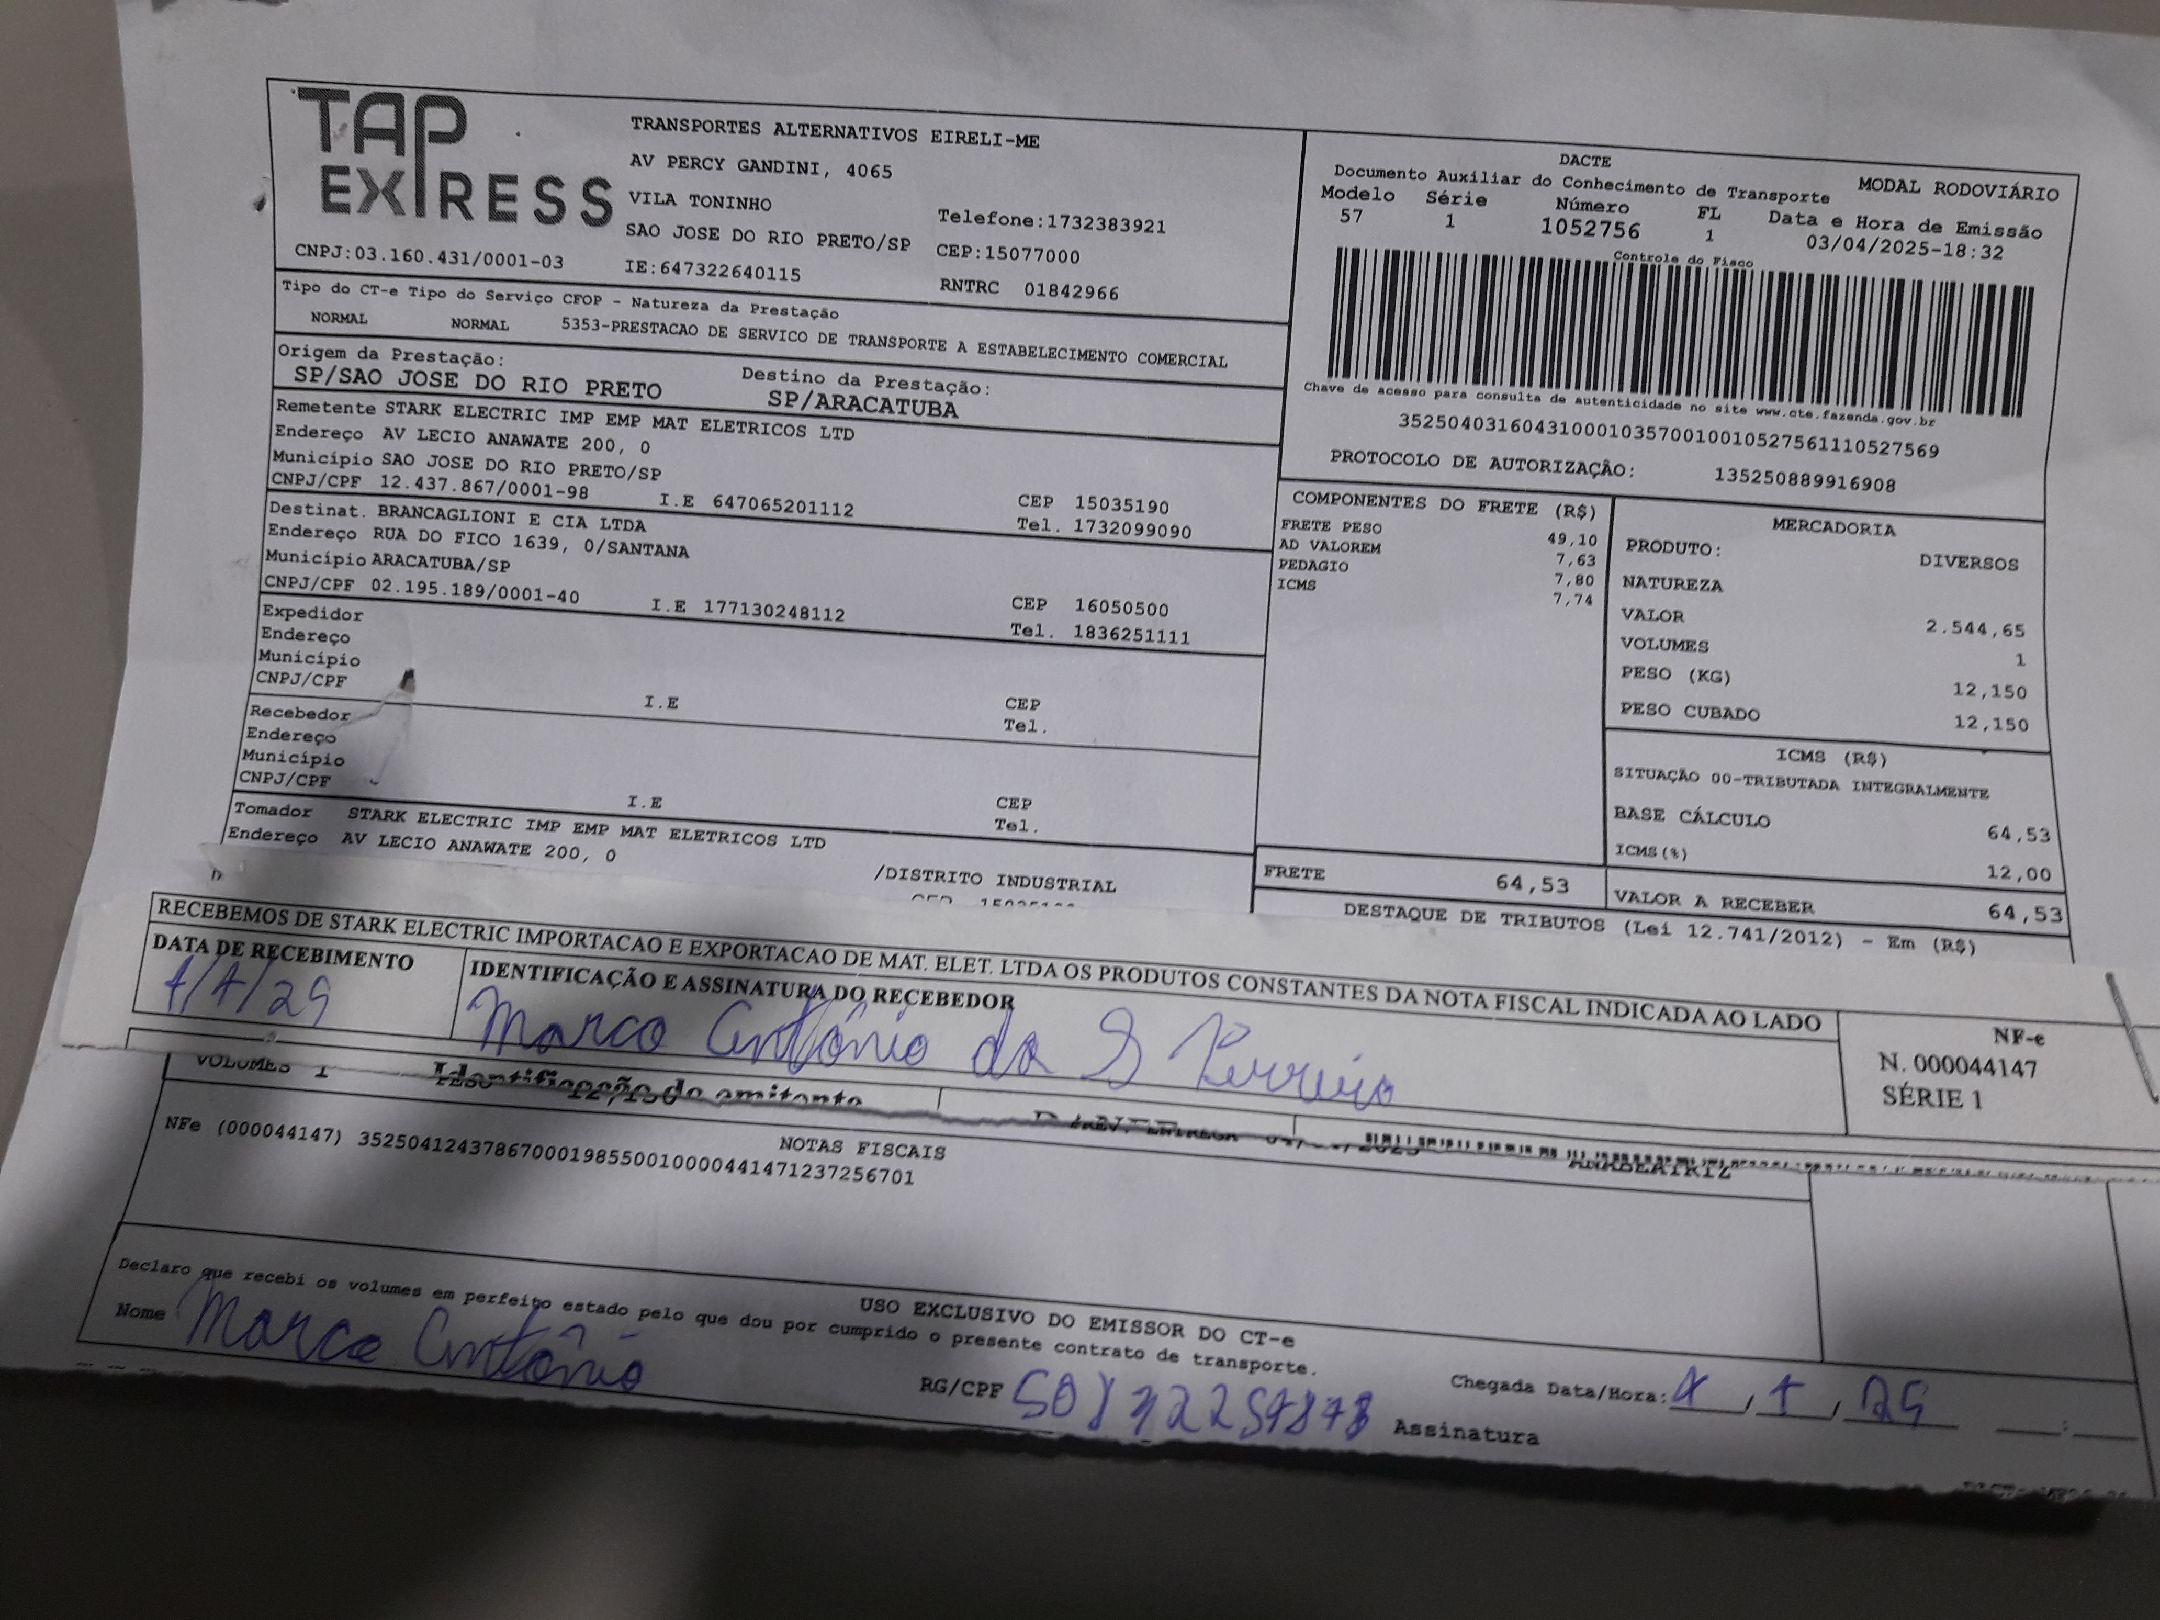 TAP
EXPRESS
TRANSPORTES ALTERNATIVOS EIRELI-ME
AV PERCY GANDINI, 4065
VILA TONINHO
SAO JOSE DO RIO PRETO/SP
Telefone:1732383921
CEP:15077000
CNPJ:03.160.431/0001-03
IE:647322640115
RNTRC 01842966
DACTE
Documento Auxiliar do Conhecimento de Transporte
MODAL RODOVIÁRIO
Modelo Série Número FL Data e Hora de Emissão
57 1 1052756 1 03/04/2025-18:32
Controle do Fisco
Chave de acesso para consulta de autenticidade no site www.cte.fazenda.gov.br
35250403160431000103570010010527561110527569
PROTOCOLO DE AUTORIZAÇÃO: 135250889916908
Tipo do CT-e Tipo do Serviço CFOP - Natureza da Prestação
NORMAL NORMAL 5353-PRESTACAO DE SERVICO DE TRANSPORTE A ESTABELECIMENTO COMERCIAL
Origem da Prestação: Destino da Prestação:
SP/SAO JOSE DO RIO PRETO SP/ARACATUBA
Remetente STARK ELECTRIC IMP EMP MAT ELETRICOS LTD
Endereço AV LECIO ANAWATE 200, 0
Município SAO JOSE DO RIO PRETO/SP CEP 15035190
CNPJ/CPF 12.437.867/0001-98 I.E 647065201112 Tel. 1732099090
Destinat. BRANCAGLIONI E CIA LTDA
Endereço RUA DO FICO 1639, 0/SANTANA
Município ARACATUBA/SP CEP 16050500
CNPJ/CPF 02.195.189/0001-40 I.E 177130248112 Tel. 1836251111
Expedidor
Endereço
Município CEP
CNPJ/CPF I.E Tel.
Recebedor
Endereço
Município CEP
CNPJ/CPF I.E Tel.
Tomador STARK ELECTRIC IMP EMP MAT ELETRICOS LTD
Endereço AV LECIO ANAWATE 200, 0 /DISTRITO INDUSTRIAL
COMPONENTES DO FRETE (R$)
FRETE PESO 49,10
AD VALOREM 7,63
PEDAGIO 7,80
ICMS 7,74
FRETE 64,53
MERCADORIA
PRODUTO: DIVERSOS
NATUREZA
VALOR 2.544,65
VOLUMES 1
PESO (KG) 12,150
PESO CUBADO 12,150
ICMS (R$)
SITUAÇÃO 00-TRIBUTADA INTEGRALMENTE
BASE CÁLCULO 64,53
ICMS(%) 12,00
VALOR A RECEBER 64,53
DESTAQUE DE TRIBUTOS (Lei 12.741/2012) - Em (R$)
RECEBEMOS DE STARK ELECTRIC IMPORTACAO E EXPORTACAO DE MAT. ELET. LTDA OS PRODUTOS CONSTANTES DA NOTA FISCAL INDICADA AO LADO
DATA DE RECEBIMENTO
IDENTIFICAÇÃO E ASSINATURA DO RECEBEDOR
Marco Antônio da S
NF-e
N. 000044147
SÉRIE 1
VOLUMES 1
Identificação do emitente
NOTAS FISCAIS
NFe (000044147) 35250412437867000198550010000441471237256701
USO EXCLUSIVO DO EMISSOR DO CT-e
Declaro que recebi os volumes em perfeito estado pelo que dou por cumprido o presente contrato de transporte.
Nome Marco Antônio
RG/CPF
Assinatura
Chegada Data/Hora: